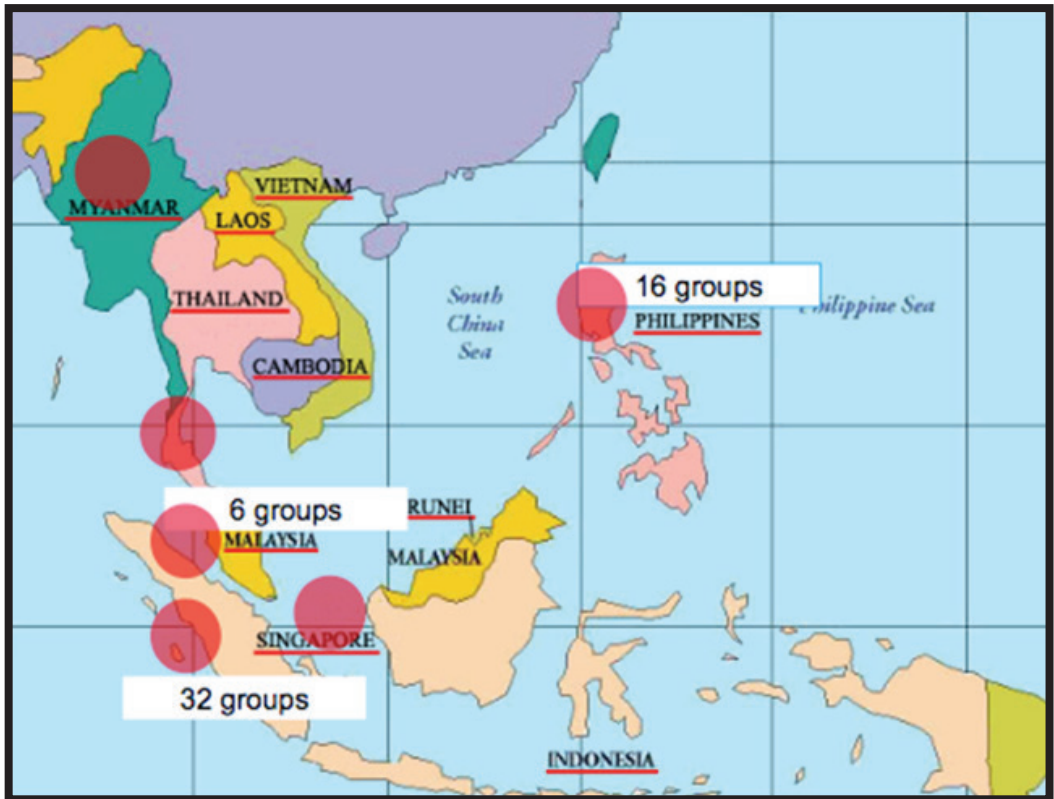 VIETNAM
MYANMAR
LAOS
16 groups
THAILAND
South
China
Sea
Philippine Sea
PHILIPPINES
CAMBODIA
6 groups
RUNEI
MALAYSIA
MALAYSIA
SINGAPORE
32 groups
INDONESIA